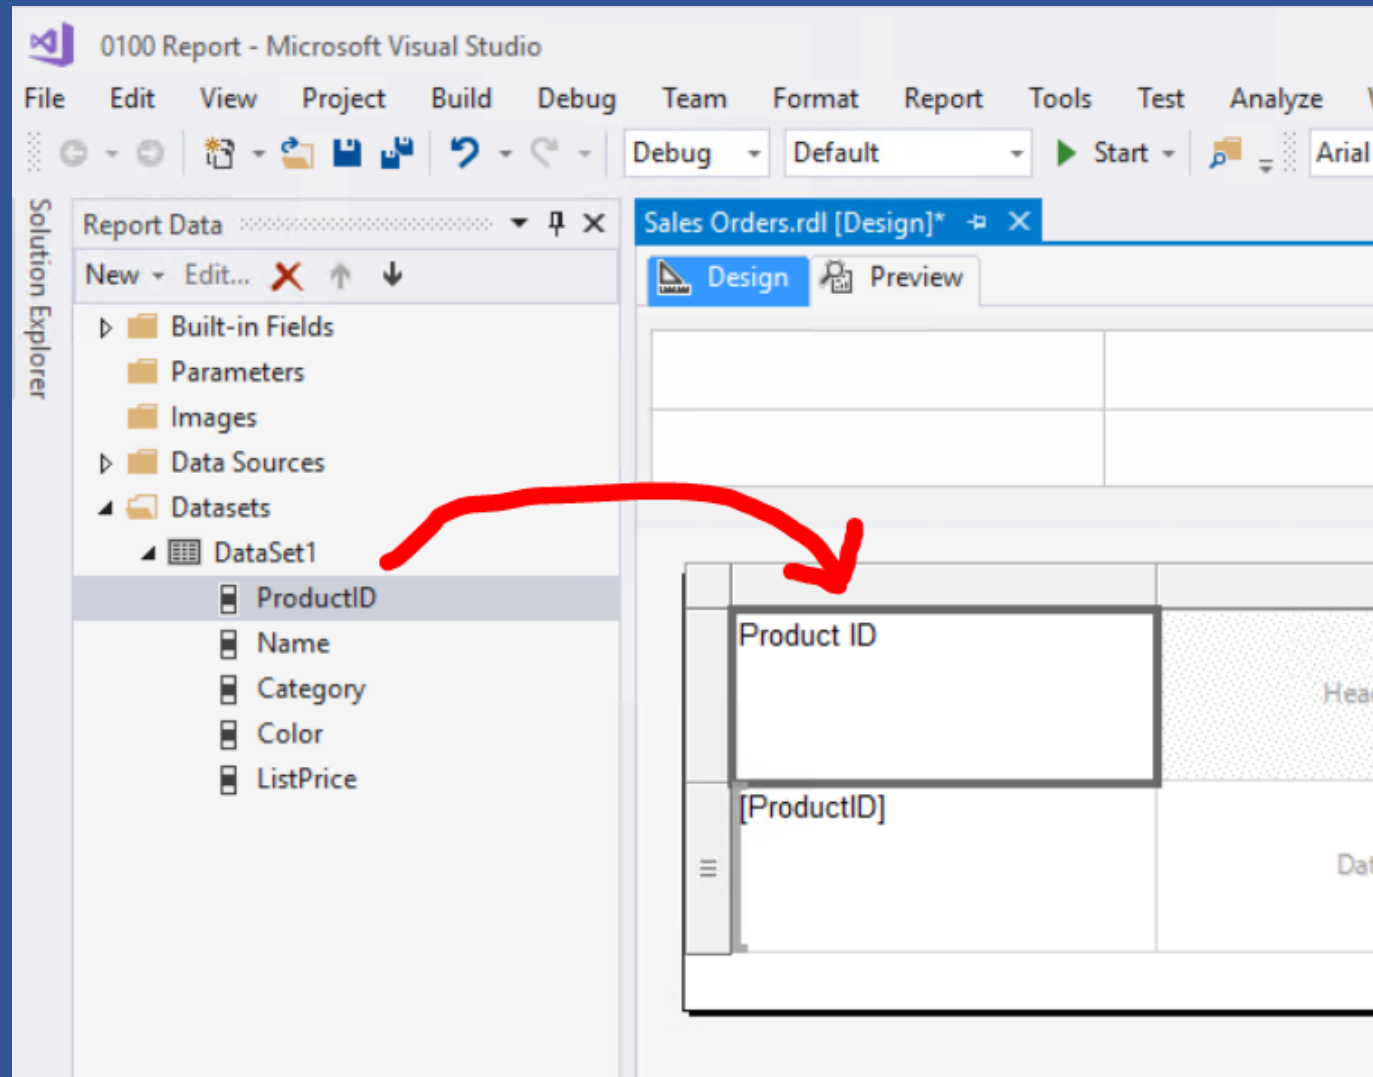 0100 Report - Microsoft Visual Studio
File Edit View Project Build Debug Team Format Report Tools Test Analyze
Debug Default Start Arial
Solution Explorer
Report Data
New Edit...
Built-in Fields
Parameters
Images
Data Sources
Datasets
DataSet1
ProductID
Name
Category
Color
ListPrice
Sales Orders.rdl [Design]*
Design Preview
Product ID
Head
[ProductID]
Dat